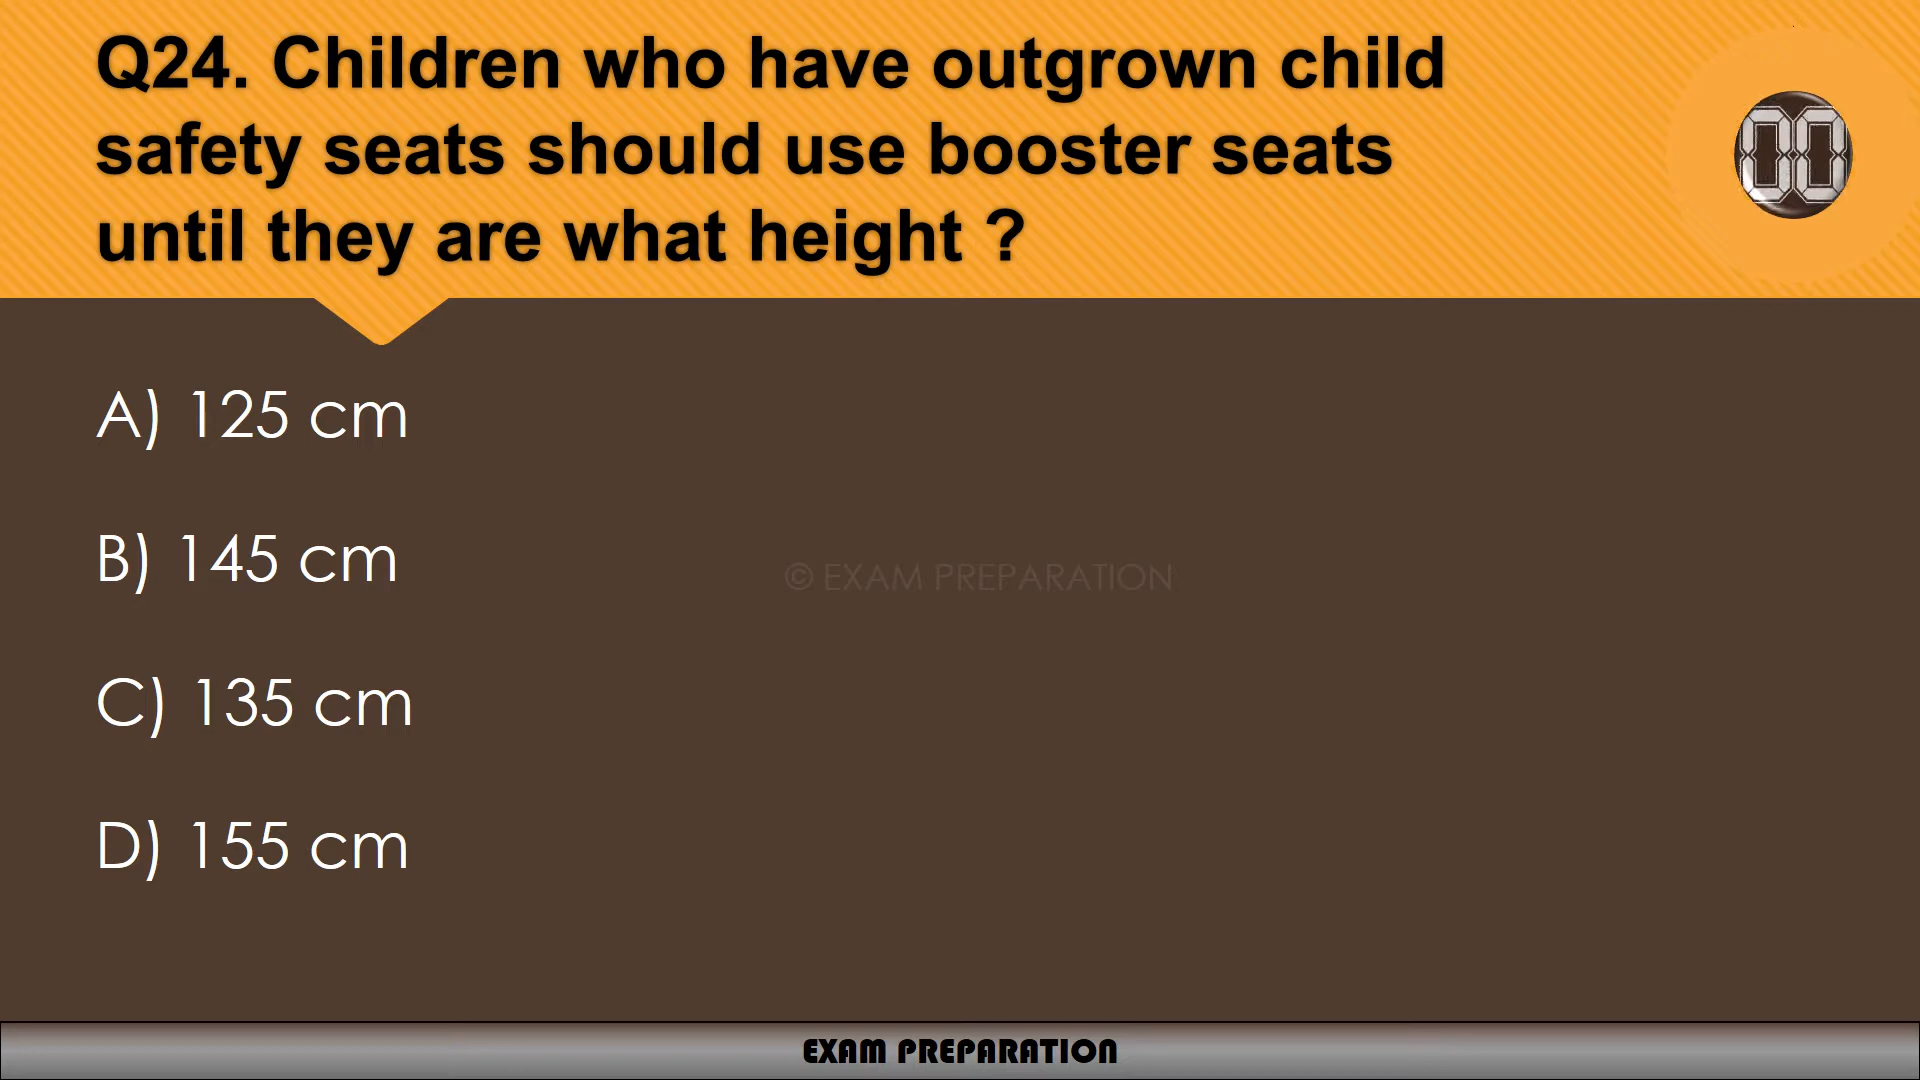 Q24. Children who have outgrown child
safety seats should use booster seats
until they are what height ?
00
A) 125 cm
B) 145 cm
© EXAM PREPARATION
C) 135 cm
D) 155 cm
EXAM PREPARATION